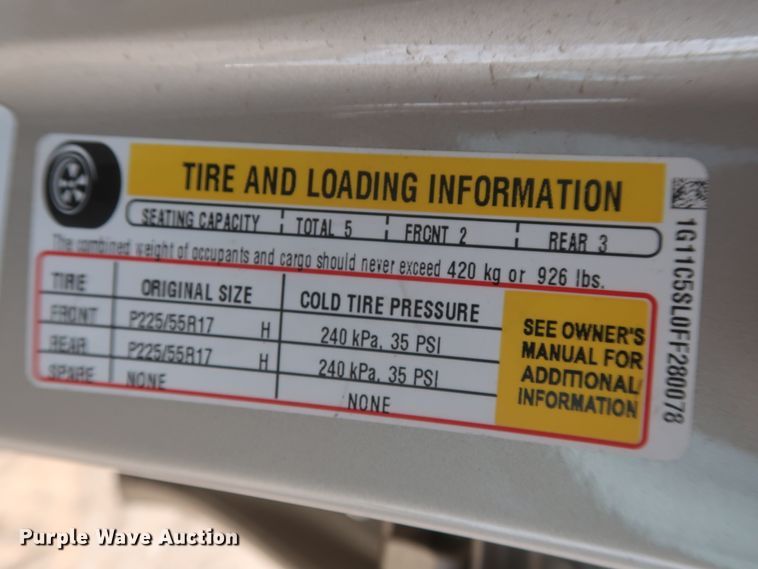 TIRE AND LOADING INFORMATION
SEATING CAPACITY TOTAL 5 FRONT 2 REAR 3
The combined weight of occupants and cargo should never exceed 420 kg or 926 lbs.
TIRE ORIGINAL SIZE COLD TIRE PRESSURE
FRONT P225/55R17 H 240 kPa, 35 PSI
REAR P225/55R17 H 240 kPa, 35 PSI
SPARE NONE NONE
SEE OWNER'S
MANUAL FOR
ADDITIONAL
INFORMATION
1G11C5SL0FF280078
Purple Wave Auction